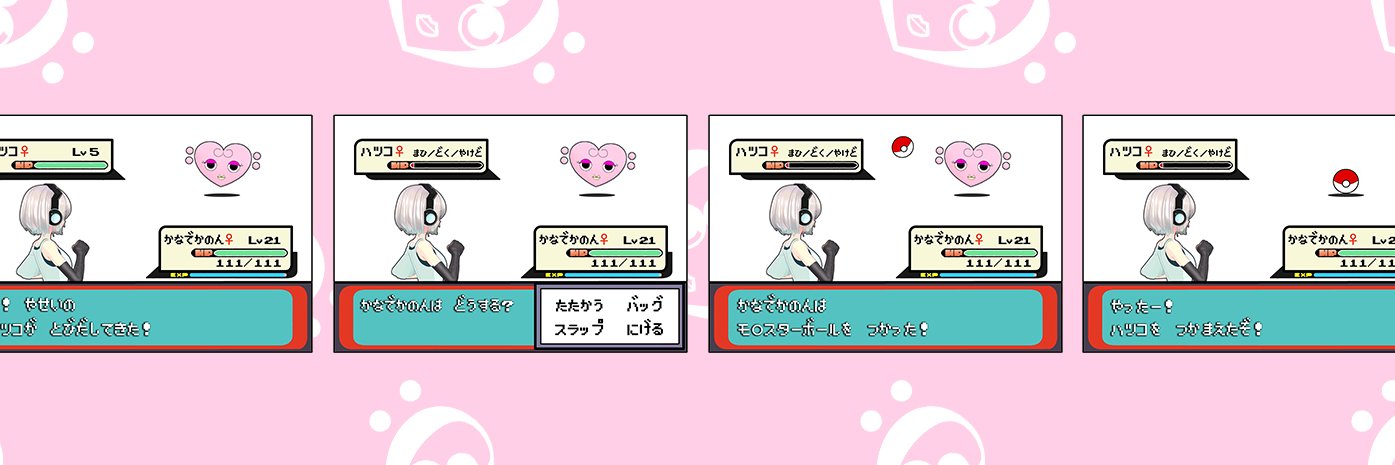 ツコ♀ Lv5
HP
かなでかのん♀ Lv21
HP
111/111
EXP
! やせいの
ツコが とびだしてきた!
ハツコ♀ まひ/どく/やけど
HP
かなでかのん♀ Lv21
HP
111/111
かなでかのんは どうする?
たたかう バッグ
スラップ にげる
ハツコ♀ まひ/どく/やけど
HP
かなでかのん♀ Lv21
HP
111/111
EXP
かなでかのんは
モ○スターボールを つかった!
ハツコ♀ まひ/どく/やけど
HP
かなでかのん♀ Lv21
HP
111/111
EXP
やったー!
ハツコを つかまえたぞ!